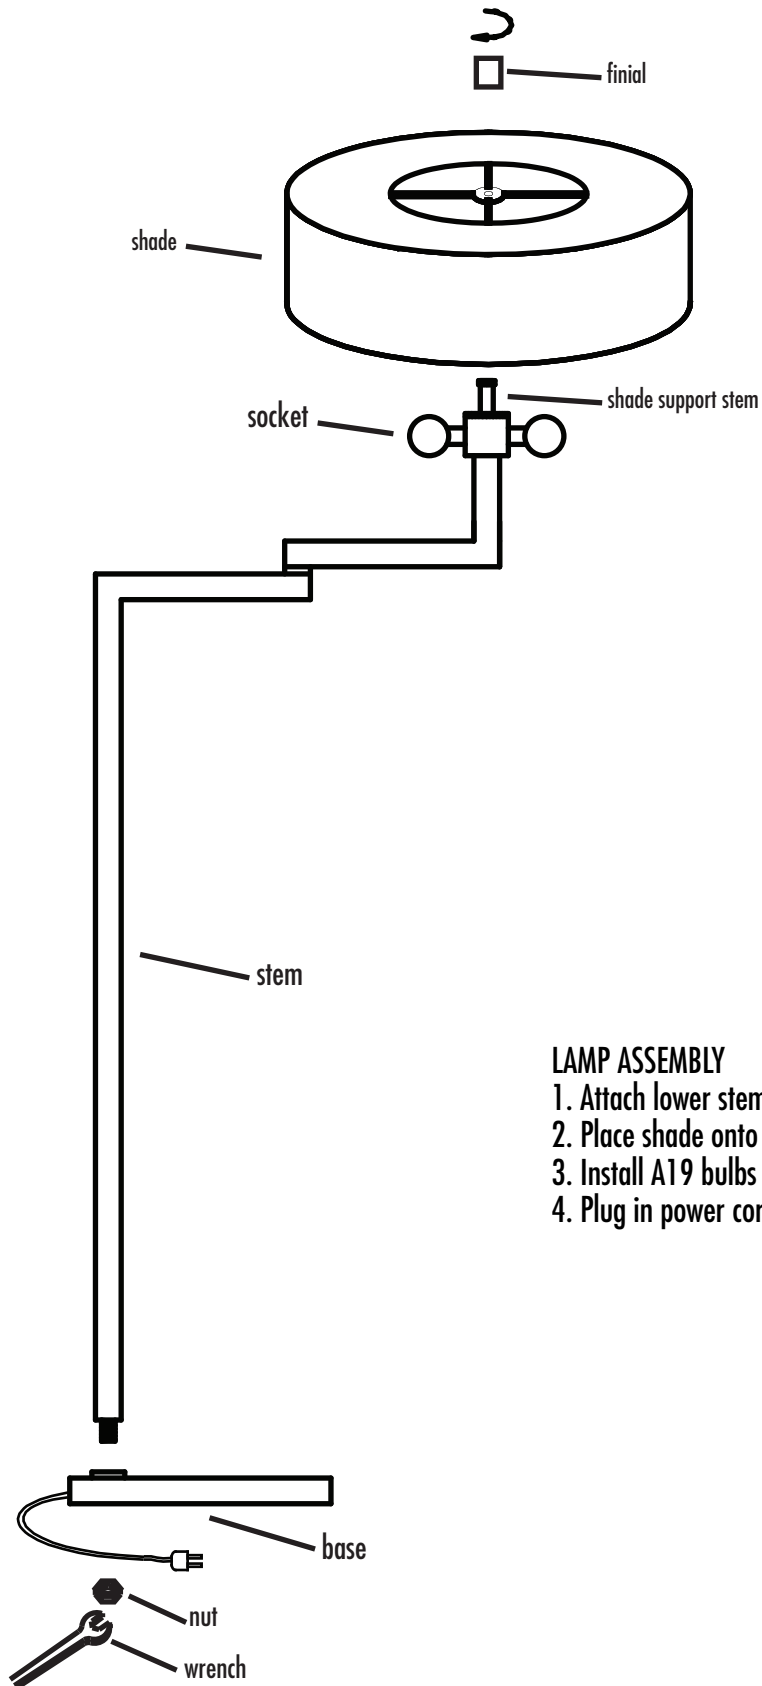 finial
shade
shade support stem
socket
stem
LAMP ASSEMBLY
1. Attach lower stem
2. Place shade onto
3. Install A19 bulbs
4. Plug in power
base
nut
wrench